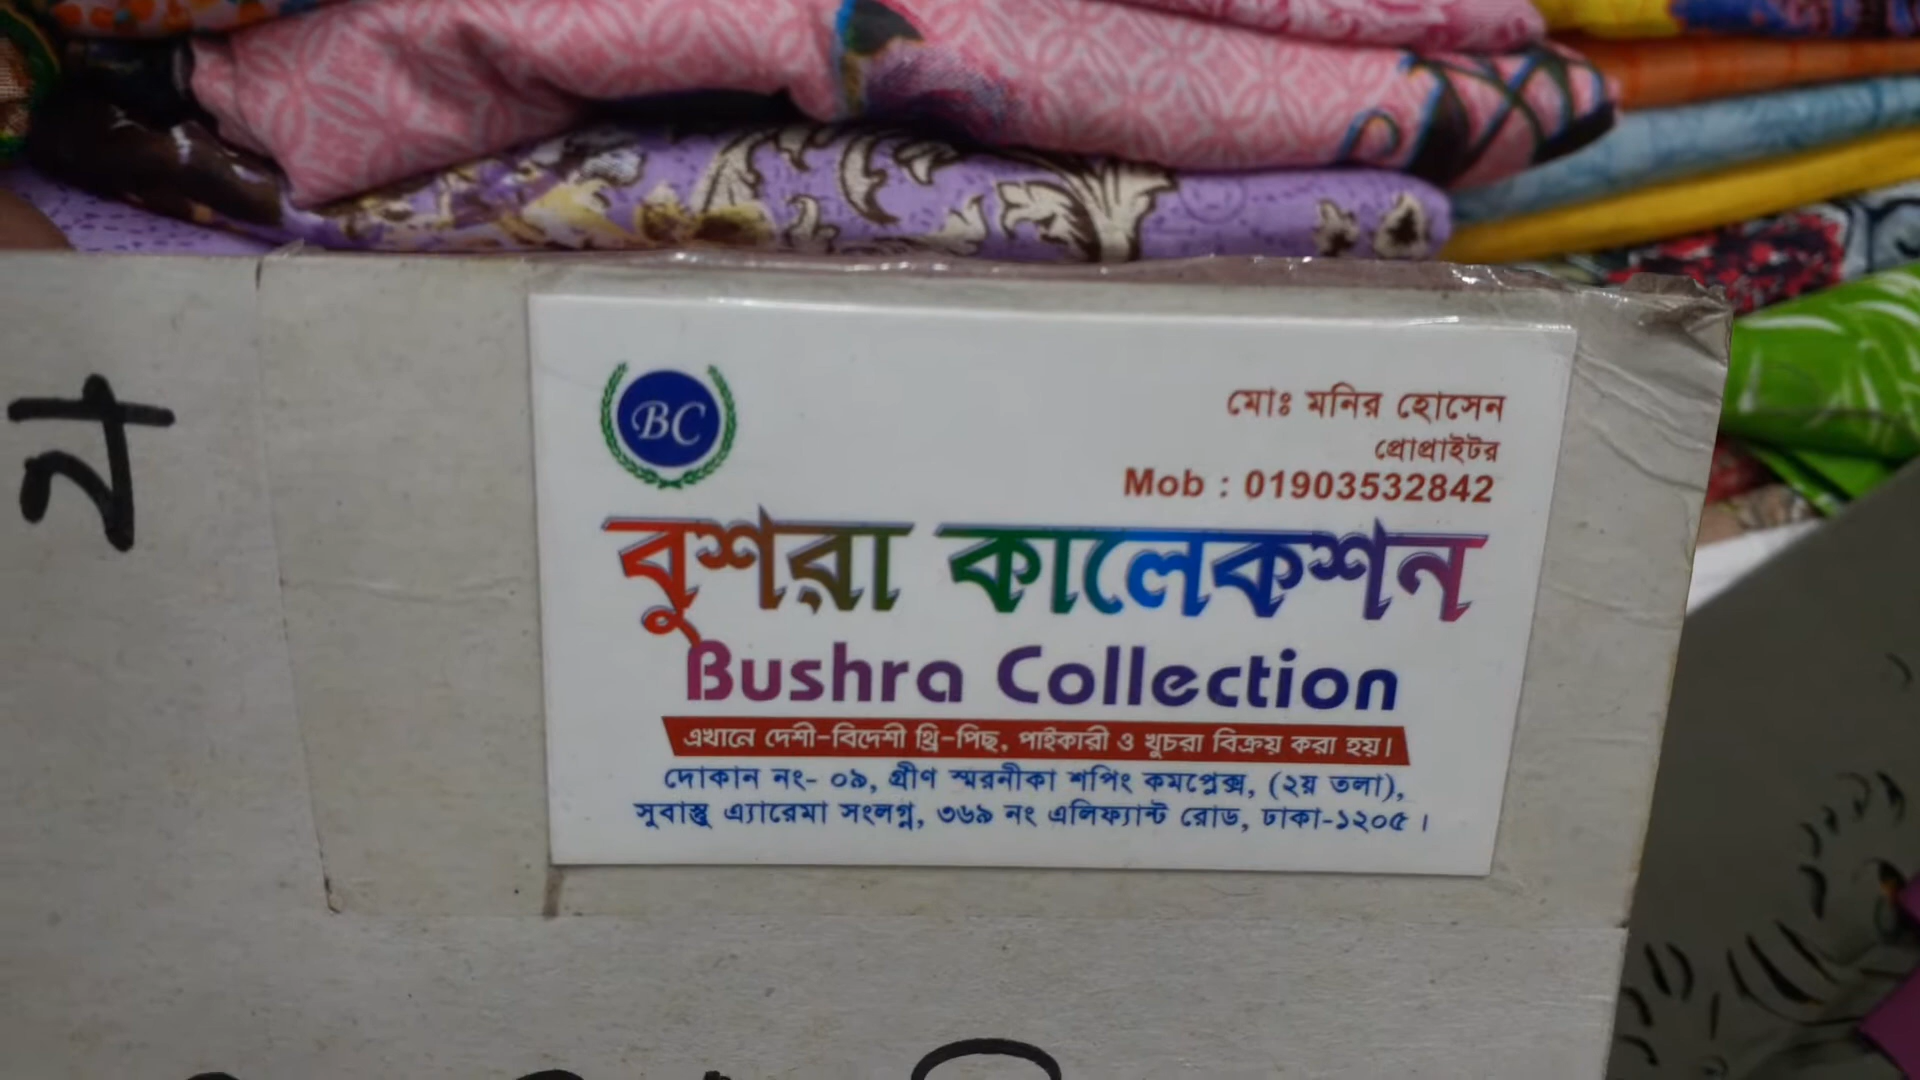 ন
BC
মোঃ মনির হোসেন
প্রোপ্রাইটর
Mob : 01903532842
বুশরা কালেকশন
Bushra Collection
এখানে দেশী-বিদেশী থ্রি-পিছ, পাইকারী ও খুচরা বিক্রয় করা হয়।
দোকান নং- ০৯, গ্রীণ স্মরনীকা শপিং কমপ্লেক্স, (২য় তলা),
সুবাস্তু এ্যারেমা সংলগ্ন, ৩৬৯ নং এলিফ্যান্ট রোড, ঢাকা-১২০৫ ।